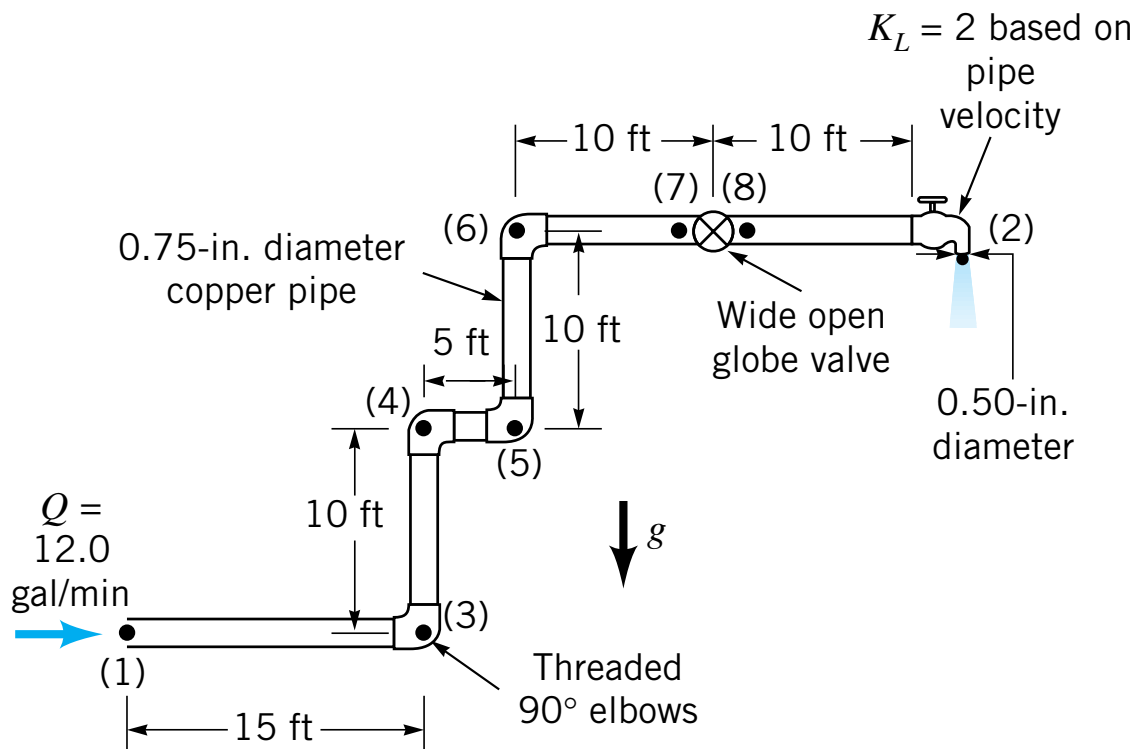 K_L = 2 based on
pipe
velocity
10 ft
10 ft
(7)
(8)
(6)
(2)
0.75-in. diameter
copper pipe
Wide open
globe valve
10 ft
5 ft
(4)
(5)
0.50-in.
diameter
10 ft
g
Q =
12.0
gal/min
(3)
(1)
Threaded
90° elbows
15 ft